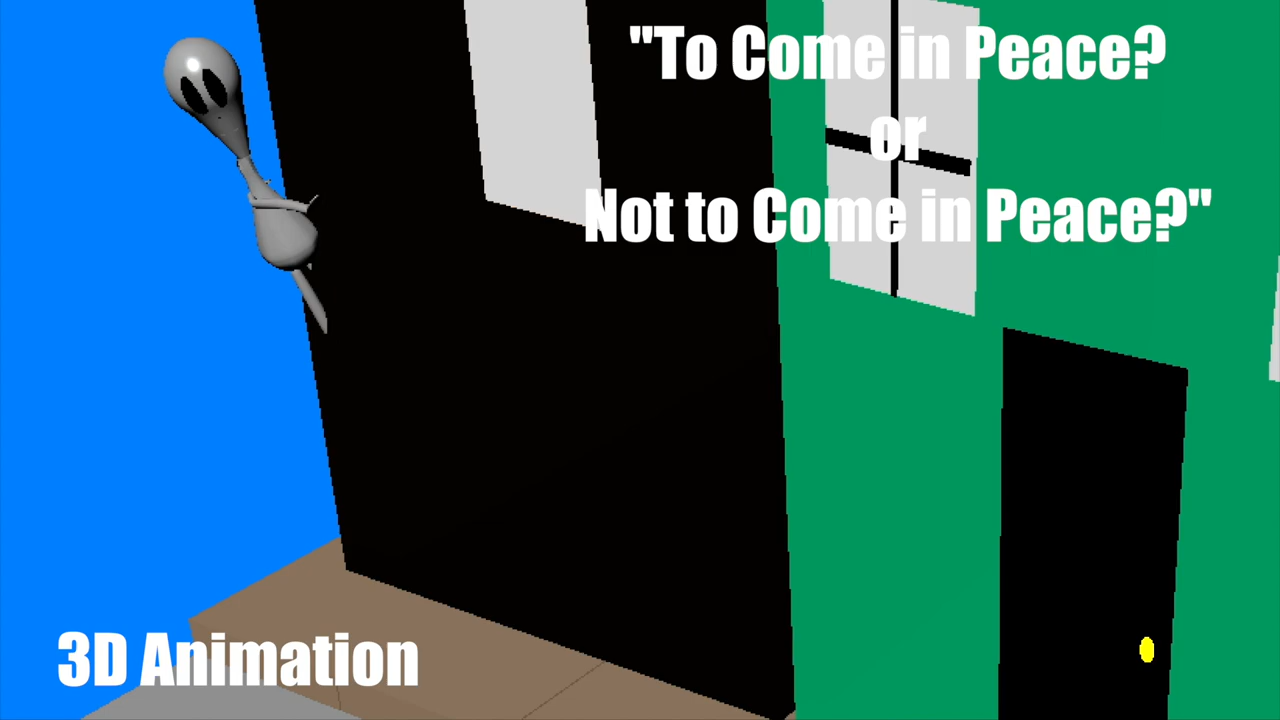 "To Come in Peace?
or
Not to Come in Peace?"
3D Animation